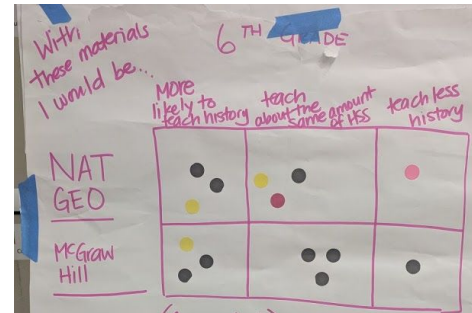 With
these materials
I would be...
6TH GRADE
More
likely to
teach history
teach
about the
same amount
of HSS
teach less
history
NAT
GEO
McGraw
Hill